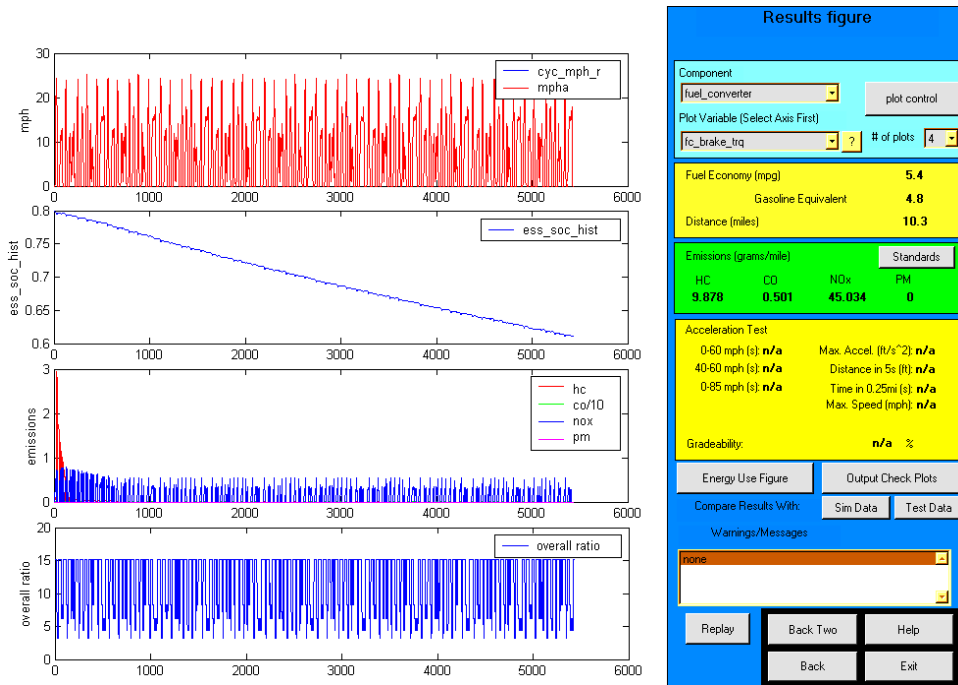 30
20
10
0
mph
cyc_mph_r
mpha
0 1000 2000 3000 4000 5000 6000
0.8
0.75
0.7
0.65
0.6
ess_soc_hist
ess_soc_hist
0 1000 2000 3000 4000 5000 6000
3
2
1
0
emissions
hc
co/10
nox
pm
0 1000 2000 3000 4000 5000 6000
20
15
10
5
0
overall ratio
overall ratio
0 1000 2000 3000 4000 5000 6000
Results figure
Component
fuel_converter
plot control
Plot Variable (Select Axis First)
fc_brake_trq ? # of plots 4
Fuel Economy (mpg) 5.4
Gasoline Equivalent 4.8
Distance (miles) 10.3
Emissions (grams/mile) Standards
HC CO NOx PM
9.878 0.501 45.034 0
Acceleration Test
0-60 mph (s): n/a Max. Accel. (ft/s^2): n/a
40-60 mph (s): n/a Distance in 5s (ft): n/a
0-85 mph (s): n/a Time in 0.25mi (s): n/a
Max. Speed (mph): n/a
Gradeability: n/a %
Energy Use Figure Output Check Plots
Compare Results With: Sim Data Test Data
Warnings/Messages
none
Replay Back Two Help
Back Exit